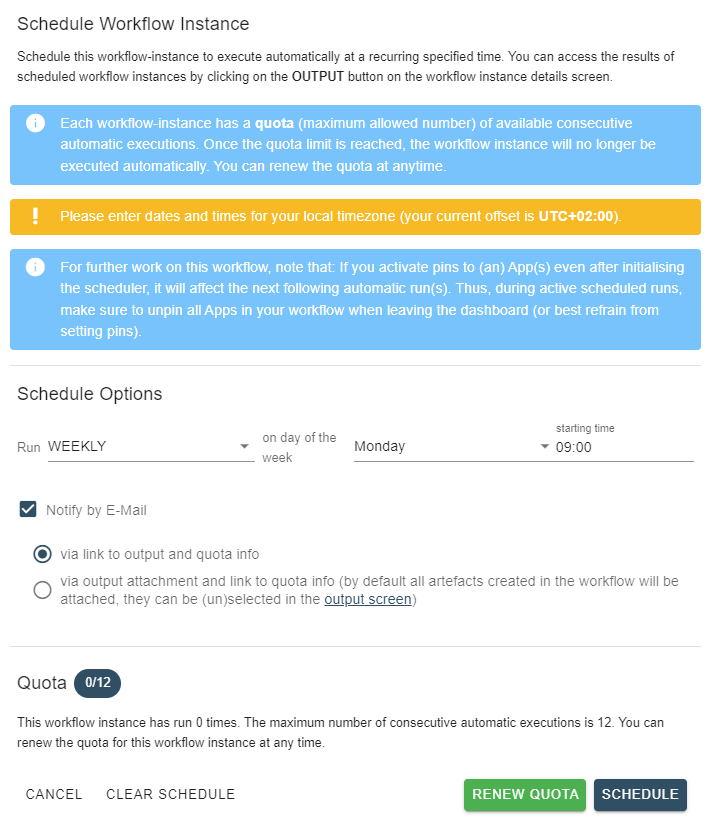 Schedule Workflow Instance
Schedule this workflow-instance to execute automatically at a recurring specified time. You can access the results of
scheduled workflow instances by clicking on the OUTPUT button on the workflow instance details screen.
Each workflow-instance has a quota (maximum allowed number) of available consecutive
automatic executions. Once the quota limit is reached, the workflow instance will no longer be
executed automatically. You can renew the quota at anytime.
Please enter dates and times for your local timezone (your current offset is UTC+02:00).
For further work on this workflow, note that: If you activate pins to (an) App(s) even after initialising
the scheduler, it will affect the next following automatic run(s). Thus, during active scheduled runs,
make sure to unpin all Apps in your workflow when leaving the dashboard (or best refrain from
setting pins).
Schedule Options
Run WEEKLY
on day of the
week
Monday
starting time
09:00
Notify by E-Mail
via link to output and quota info
via output attachment and link to quota info (by default all artefacts created in the workflow will be
attached, they can be (un)selected in the output screen)
Quota 0/12
This workflow instance has run 0 times. The maximum number of consecutive automatic executions is 12. You can
renew the quota for this workflow instance at any time.
CANCEL CLEAR SCHEDULE RENEW QUOTA SCHEDULE